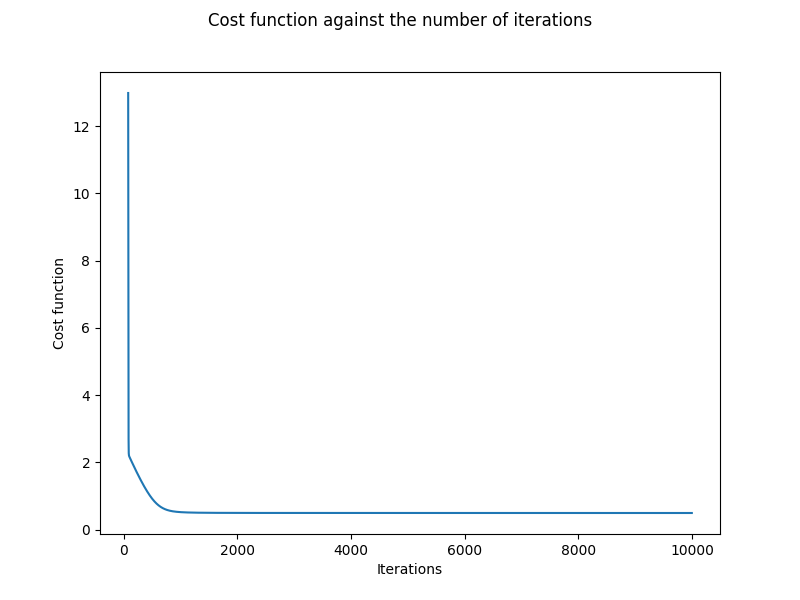 Cost function against the number of iterations
12
10
8
6
4
2
0
Cost function
0 2000 4000 6000 8000 10000
Iterations